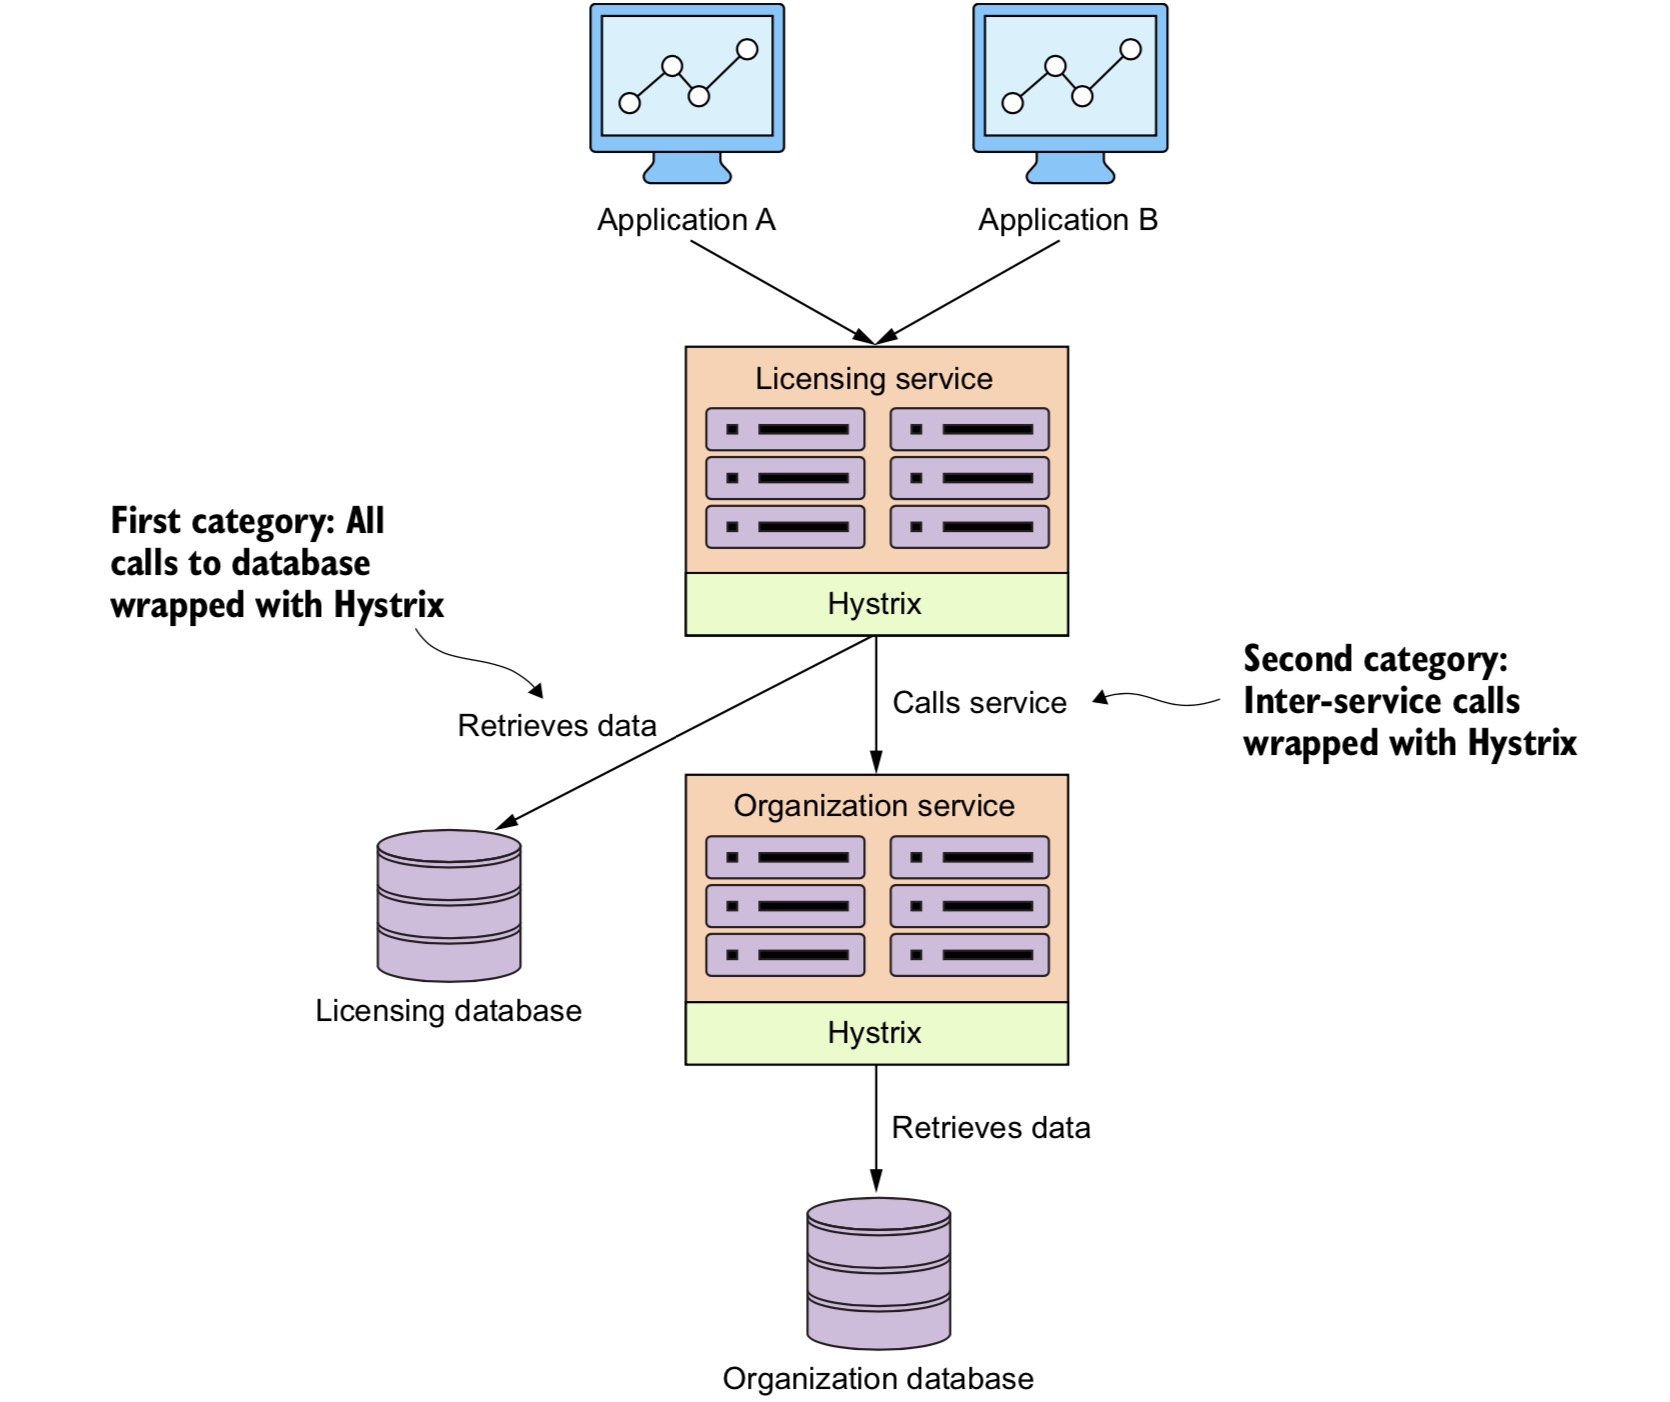 Application A
Application B
Licensing service
Hystrix
First category: All
calls to database
wrapped with Hystrix
Second category:
Inter-service calls
wrapped with Hystrix
Calls service
Retrieves data
Organization service
Hystrix
Licensing database
Retrieves data
Organization database